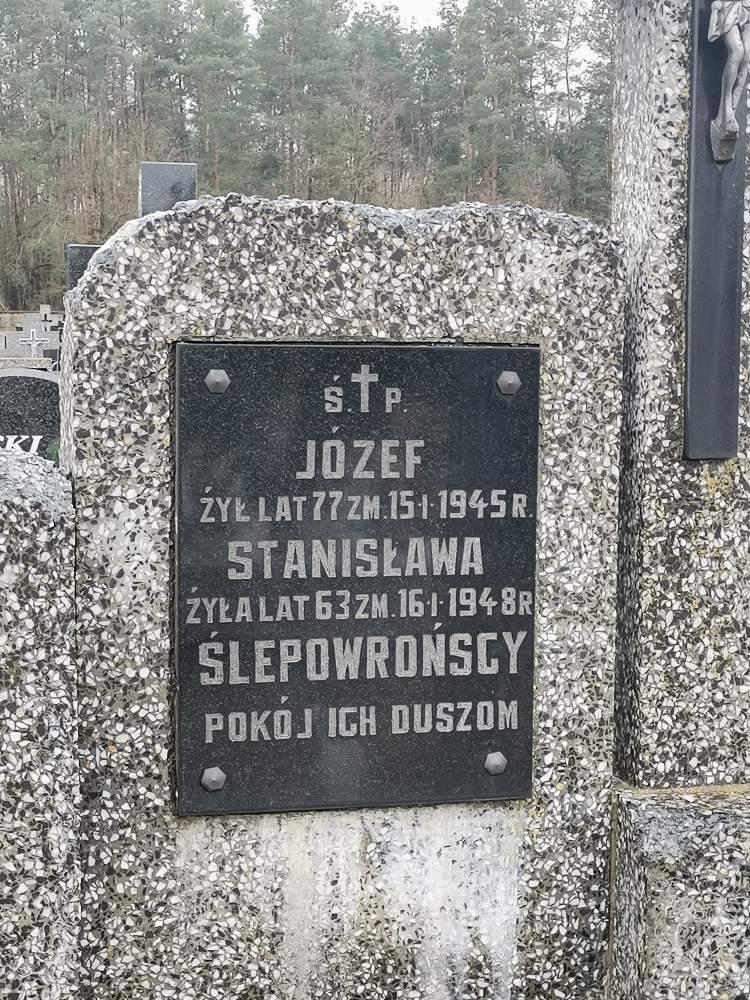 Ś. P.
JÓZEF
ŻYŁ LAT 77 ZM. 15·I·1945 R.
STANISŁAWA
ŻYŁA LAT 63 ZM. 16·I·1948 R
ŚLEPOWROŃSCY
POKÓJ ICH DUSZOM